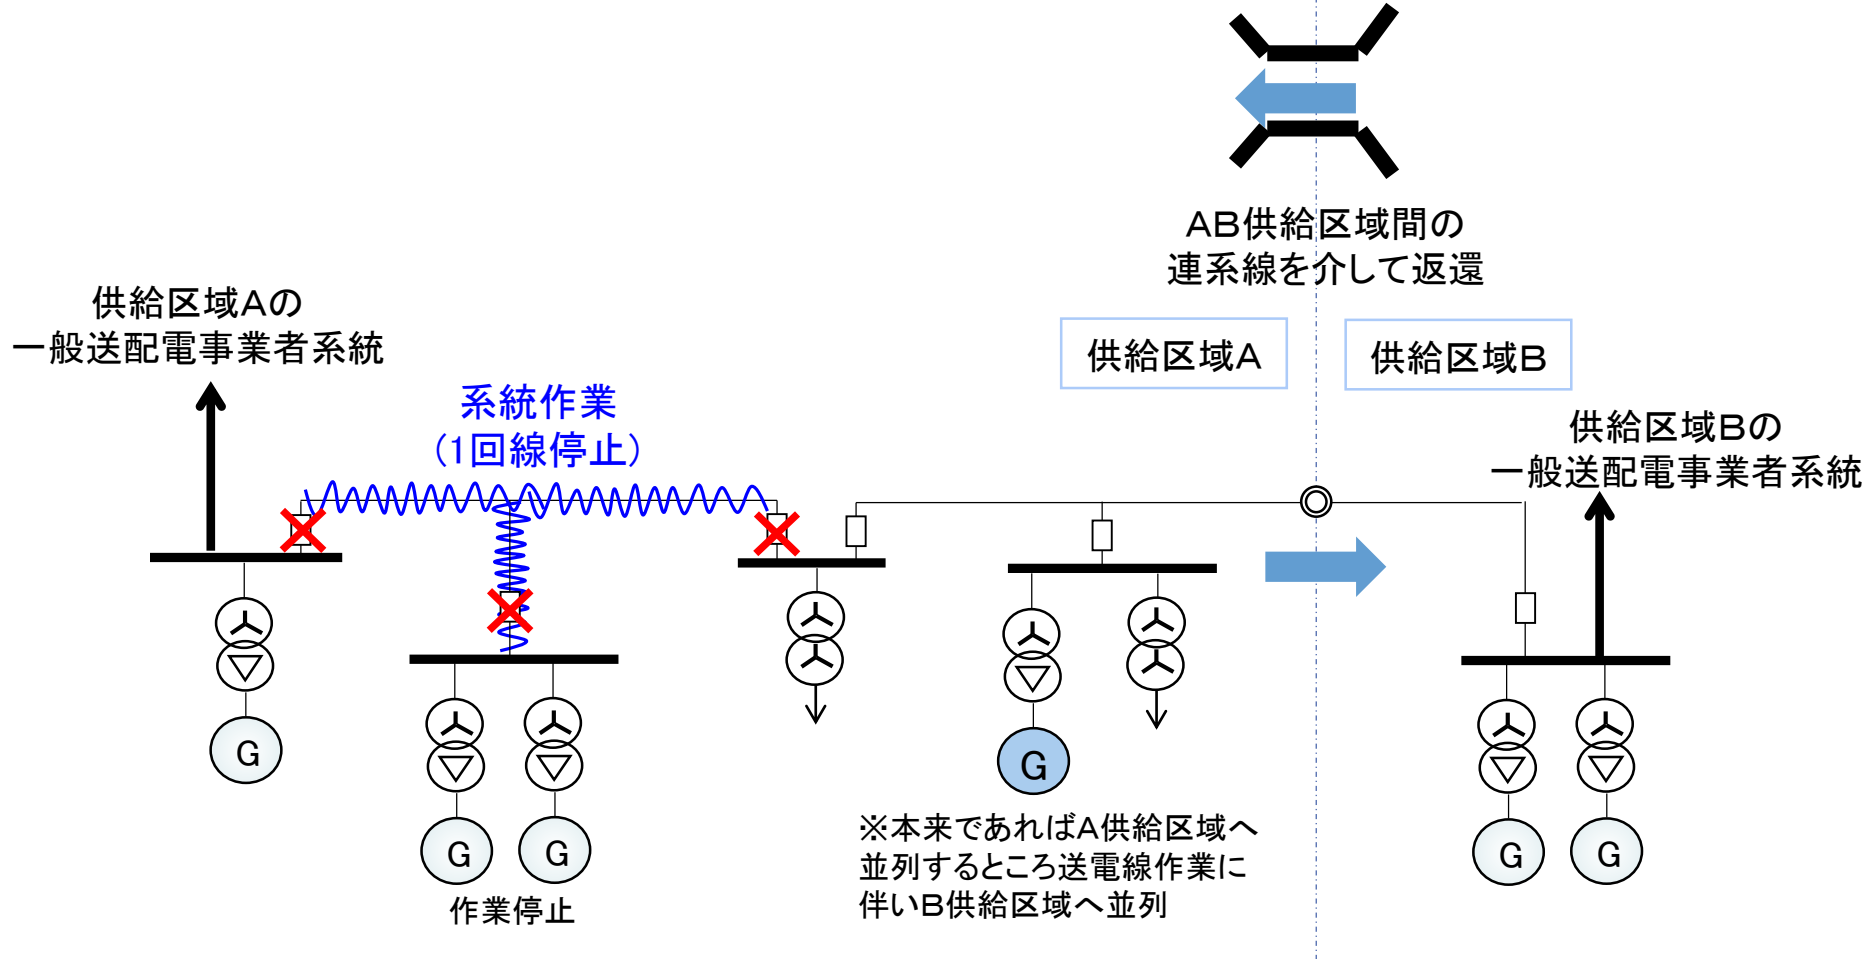 AB供給区域間の
連系線を介して返還
供給区域Aの
一般送配電事業者系統
供給区域A
供給区域B
系統作業
(1回線停止)
供給区域Bの
一般送配電事業者系統
G
G
G
G
G
G
作業停止
※本来であればA供給区域へ
並列するところ送電線作業に
伴いB供給区域へ並列